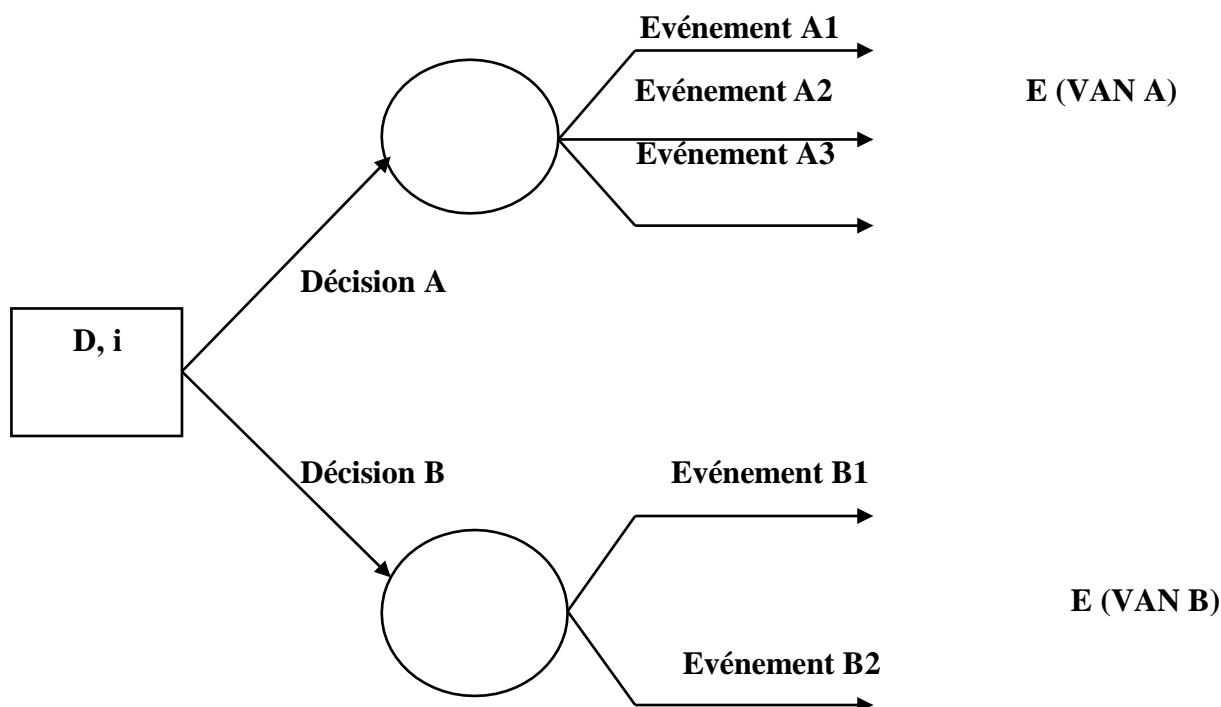 Evénement A1
Evénement A2
E (VAN A)
Evénement A3
Décision A
D, i
Décision B
Evénement B1
E (VAN B)
Evénement B2